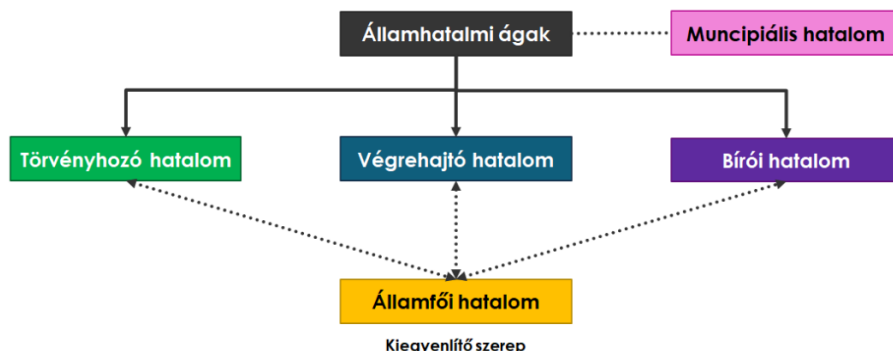 Államhatalmi ágak
Muncipiális hatalom
Törvényhozó hatalom
Végrehajtó hatalom
Bírói hatalom
Államfői hatalom
Kiegyenlítő szerep